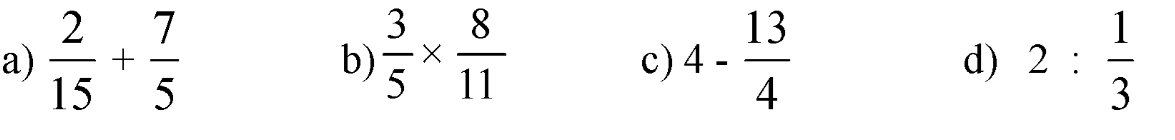 a) 2/15 + 7/5 b) 3/5 × 8/11 c) 4 - 13/4 d) 2 : 1/3